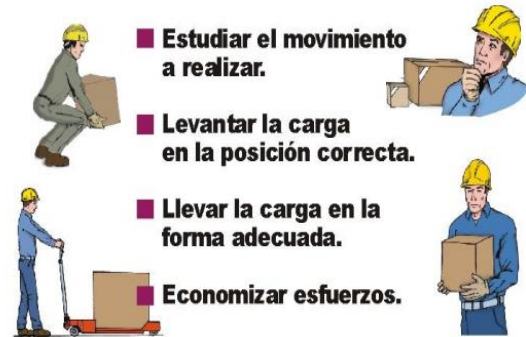 Estudiar el movimiento
a realizar.
Levantar la carga
en la posición correcta.
Llevar la carga en la
forma adecuada.
Economizar esfuerzos.